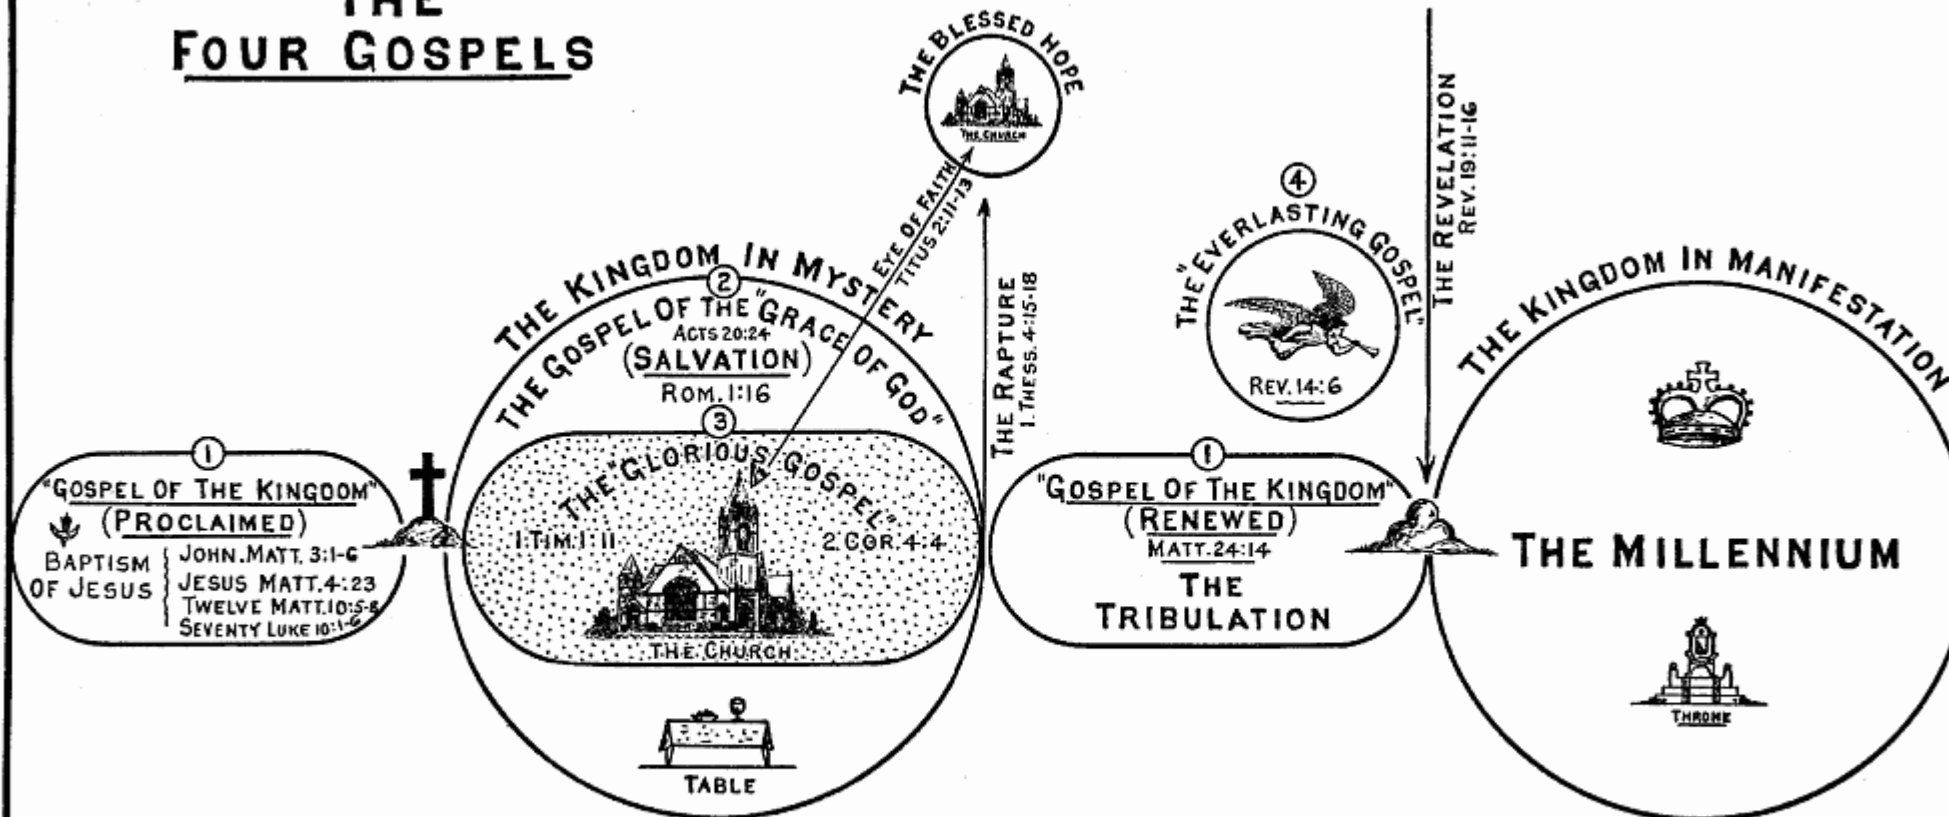 THE
FOUR GOSPELS
THE BLESSED HOPE
THE CHURCH
EYE OF FAITH
TITUS 2:11-13
THE RAPTURE
1. THESS. 4:15-18
THE REVELATION
REV. 19:11-16
4
THE "EVERLASTING GOSPEL"
REV. 14:6
THE KINGDOM IN MYSTERY
2
THE GOSPEL OF THE "GRACE OF GOD"
ACTS 20:24
(SALVATION)
ROM. 1:16
3
THE "GLORIOUS GOSPEL"
1 TIM. 1:11
2 COR. 4:4
THE CHURCH
TABLE
1
"GOSPEL OF THE KINGDOM"
(PROCLAIMED)
BAPTISM
OF JESUS
JOHN. MATT. 3:1-6
JESUS MATT. 4:23
TWELVE MATT. 10:5-8
SEVENTY LUKE 10:1-6
1
"GOSPEL OF THE KINGDOM"
(RENEWED)
MATT. 24:14
THE
TRIBULATION
THE KINGDOM IN MANIFESTATION
THE MILLENNIUM
THRONE